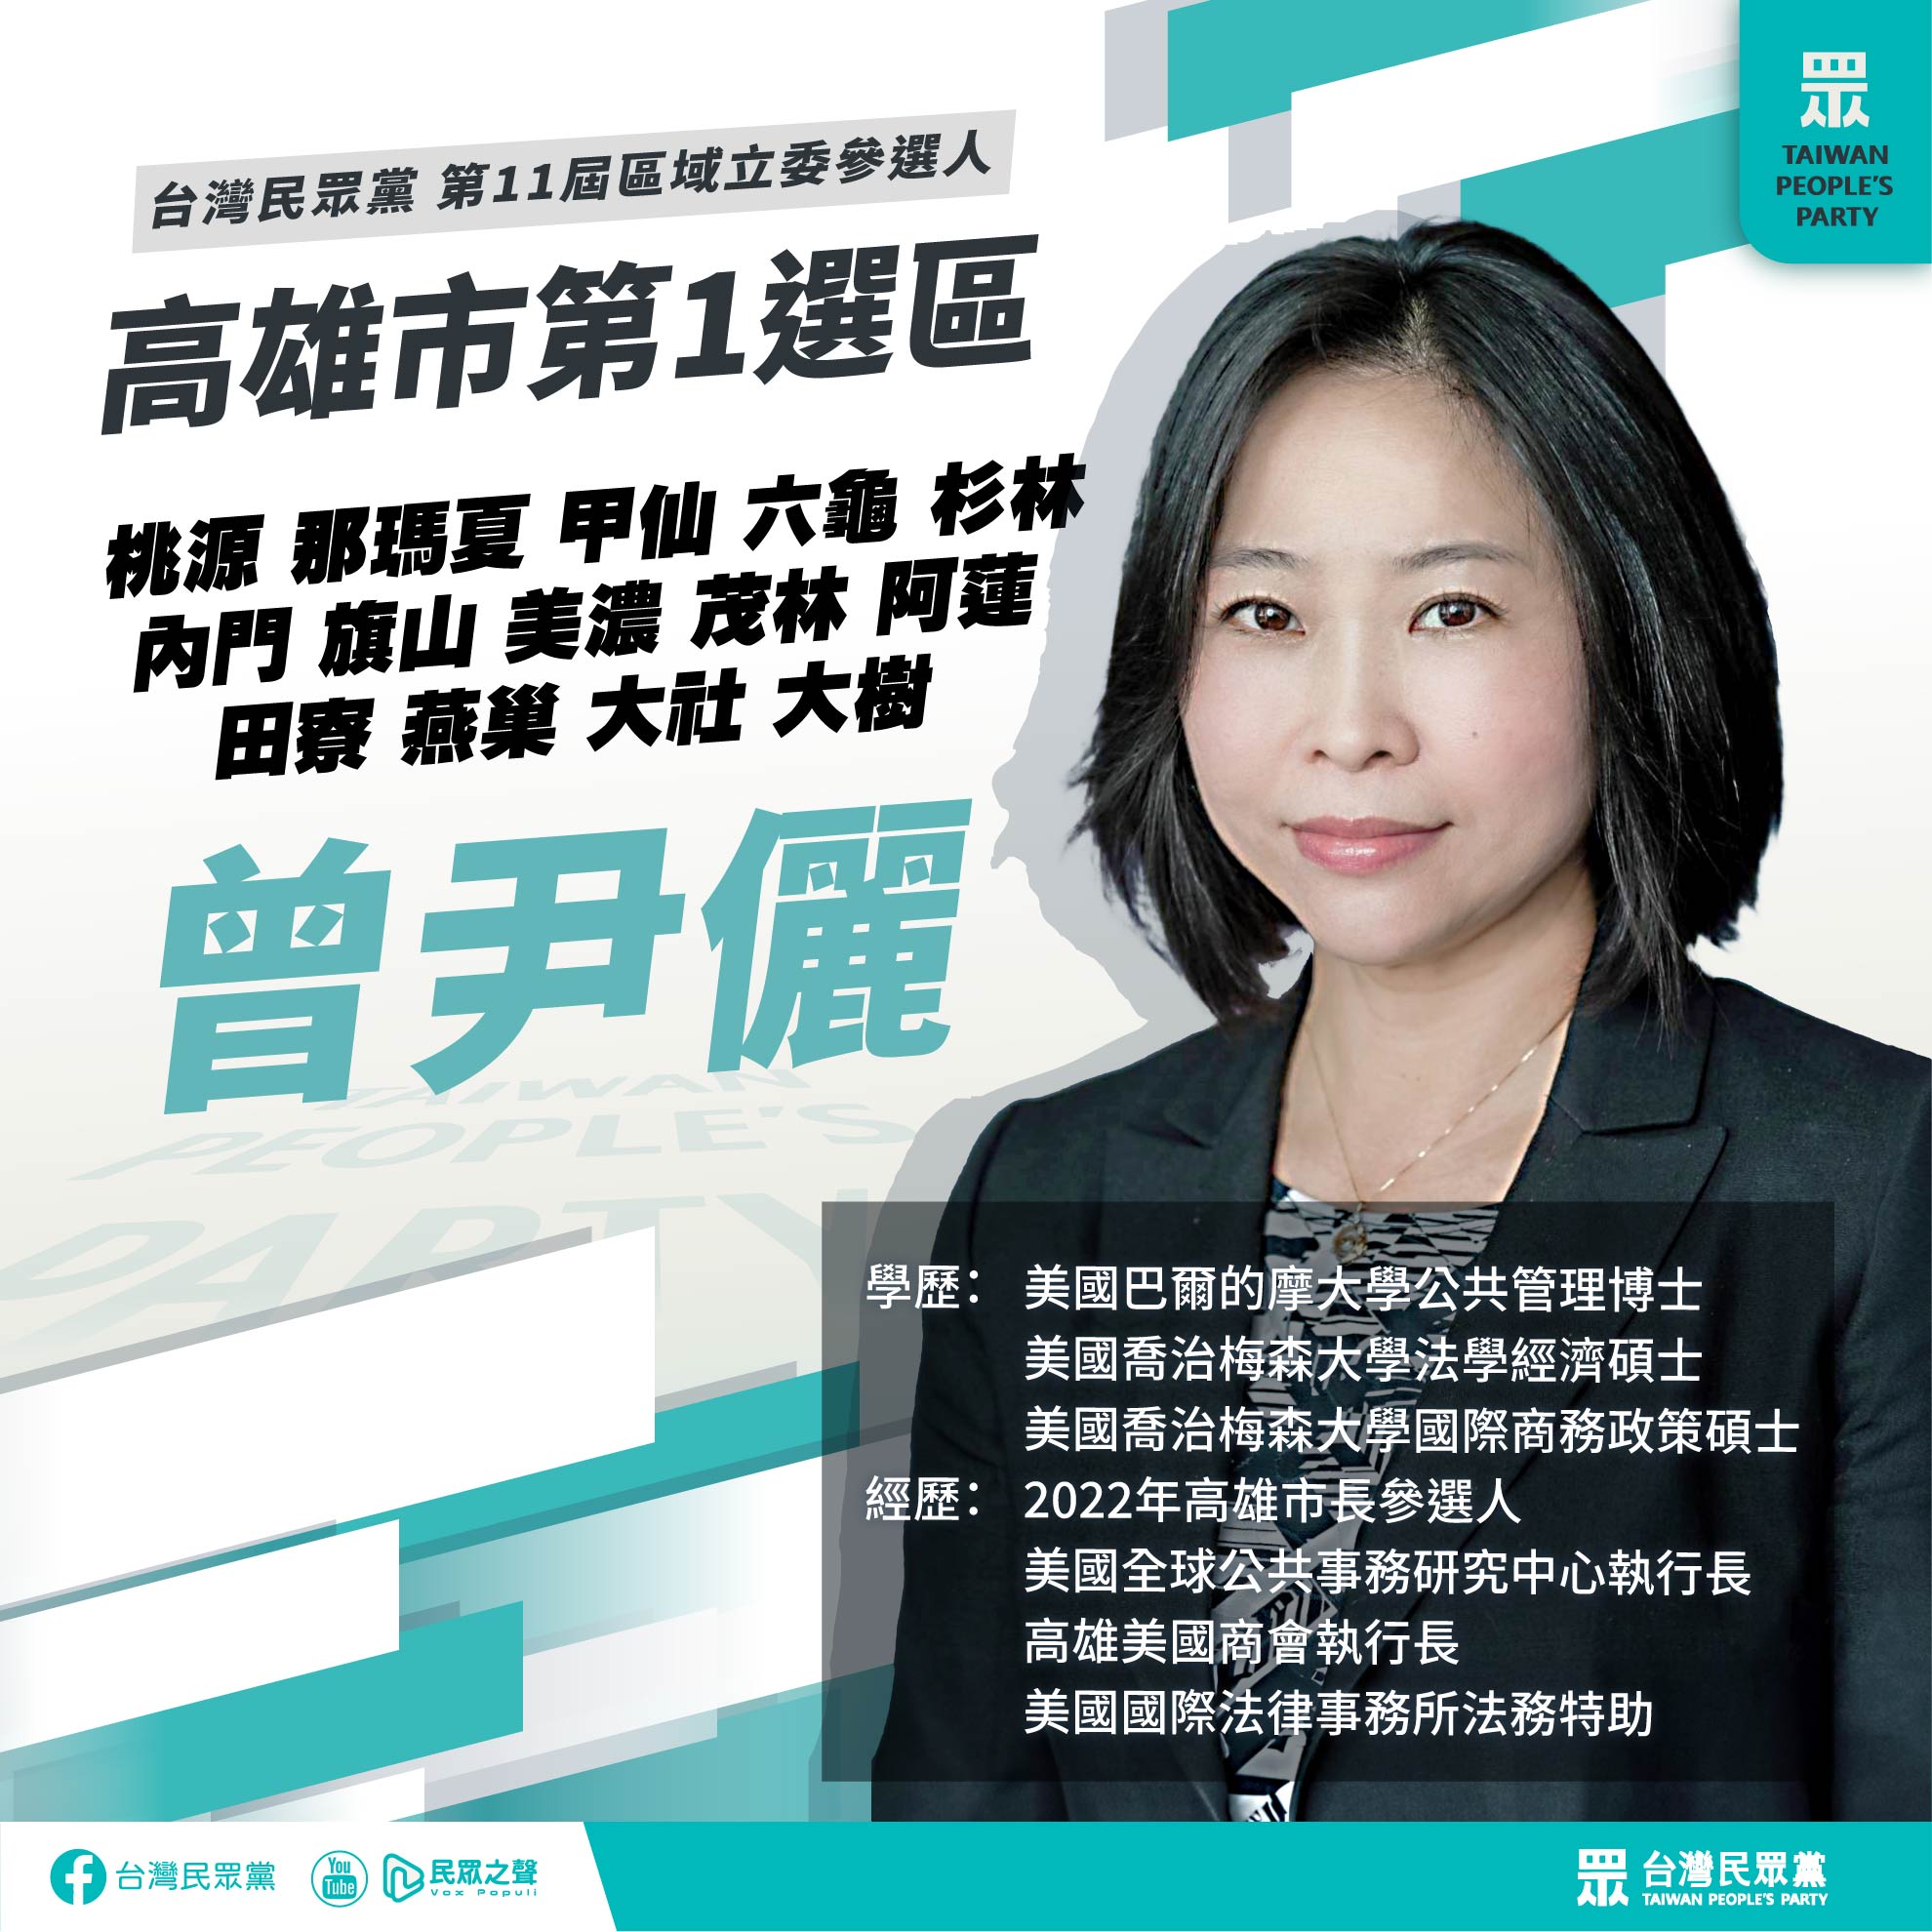 眾
TAIWAN
PEOPLE'S
PARTY
台灣民眾黨 第11屆區域立委參選人
高雄市第1選區
桃源 那瑪夏 甲仙 六龜 杉林
內門 旗山 美濃 茂林 阿蓮
田寮 燕巢 大社 大樹
曾尹儷
TAIWAN
PEOPLE'S
PARTY
學歷： 美國巴爾的摩大學公共管理博士
美國喬治梅森大學法學經濟碩士
美國喬治梅森大學國際商務政策碩士
經歷： 2022年高雄市長參選人
美國全球公共事務研究中心執行長
高雄美國商會執行長
美國國際法律事務所法務特助
台灣民眾黨
You
Tube
民眾之聲
Vox Populi
眾 台灣民眾黨
TAIWAN PEOPLE'S PARTY